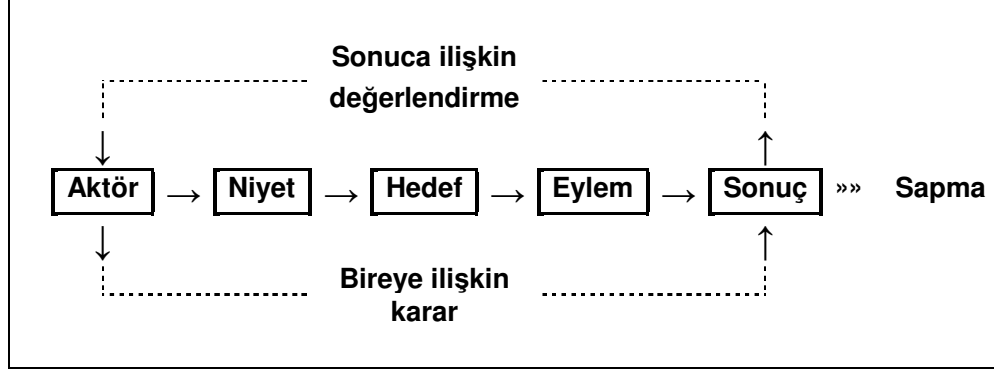 Sonuca ilişkin
değerlendirme
Aktör → Niyet → Hedef → Eylem → Sonuç »» Sapma
Bireye ilişkin
karar